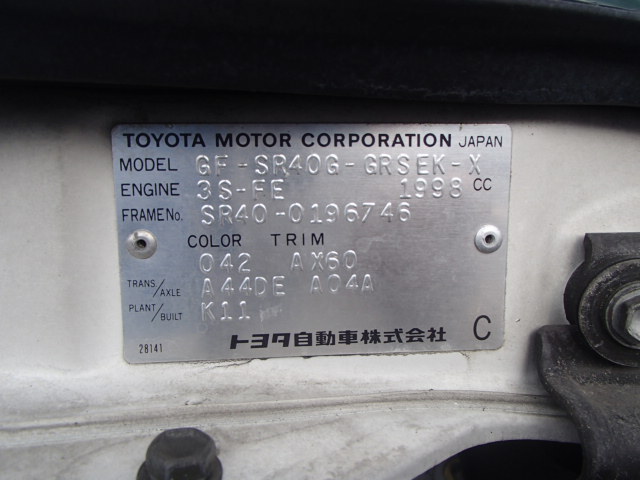 TOYOTA MOTOR CORPORATION JAPAN
MODEL GF-SR40G-GRSEK-X
ENGINE 3S-FE 1998 CC
FRAME No. SR40-0196746
COLOR TRIM
042 AX60
TRANS/AXLE A44DE A04A
PLANT/BUILT K11
28141 トヨタ自動車株式会社 C